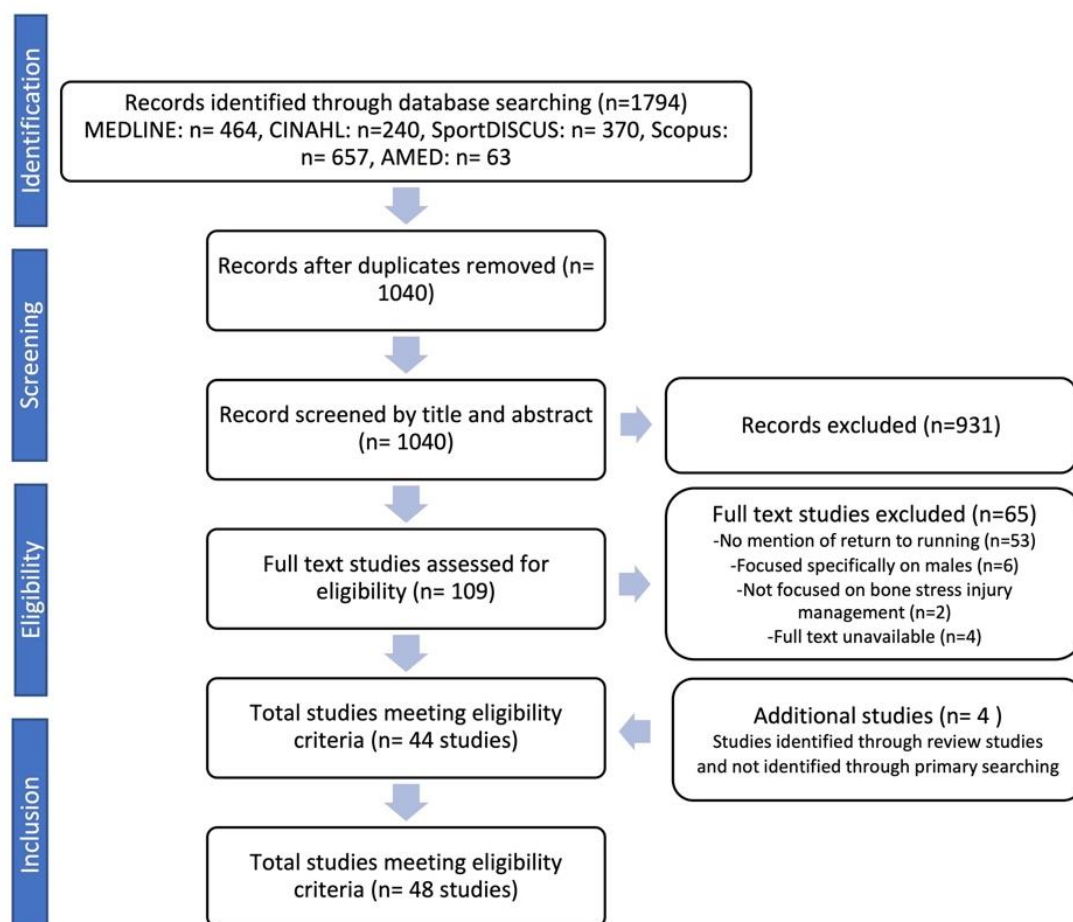 Identification
Records identified through database searching (n=1794)
MEDLINE: n= 464, CINAHL: n=240, SportDISCUS: n= 370, Scopus:
n= 657, AMED: n= 63
Screening
Records after duplicates removed (n=
1040)
Record screened by title and abstract
(n= 1040)
Records excluded (n=931)
Eligibility
Full text studies assessed for
eligibility (n= 109)
Full text studies excluded (n=65)
-No mention of return to running (n=53)
-Focused specifically on males (n=6)
-Not focused on bone stress injury
management (n=2)
-Full text unavailable (n=4)
Total studies meeting eligibility
criteria (n= 44 studies)
Additional studies (n= 4 )
Studies identified through review studies
and not identified through primary searching
Inclusion
Total studies meeting eligibility
criteria (n= 48 studies)